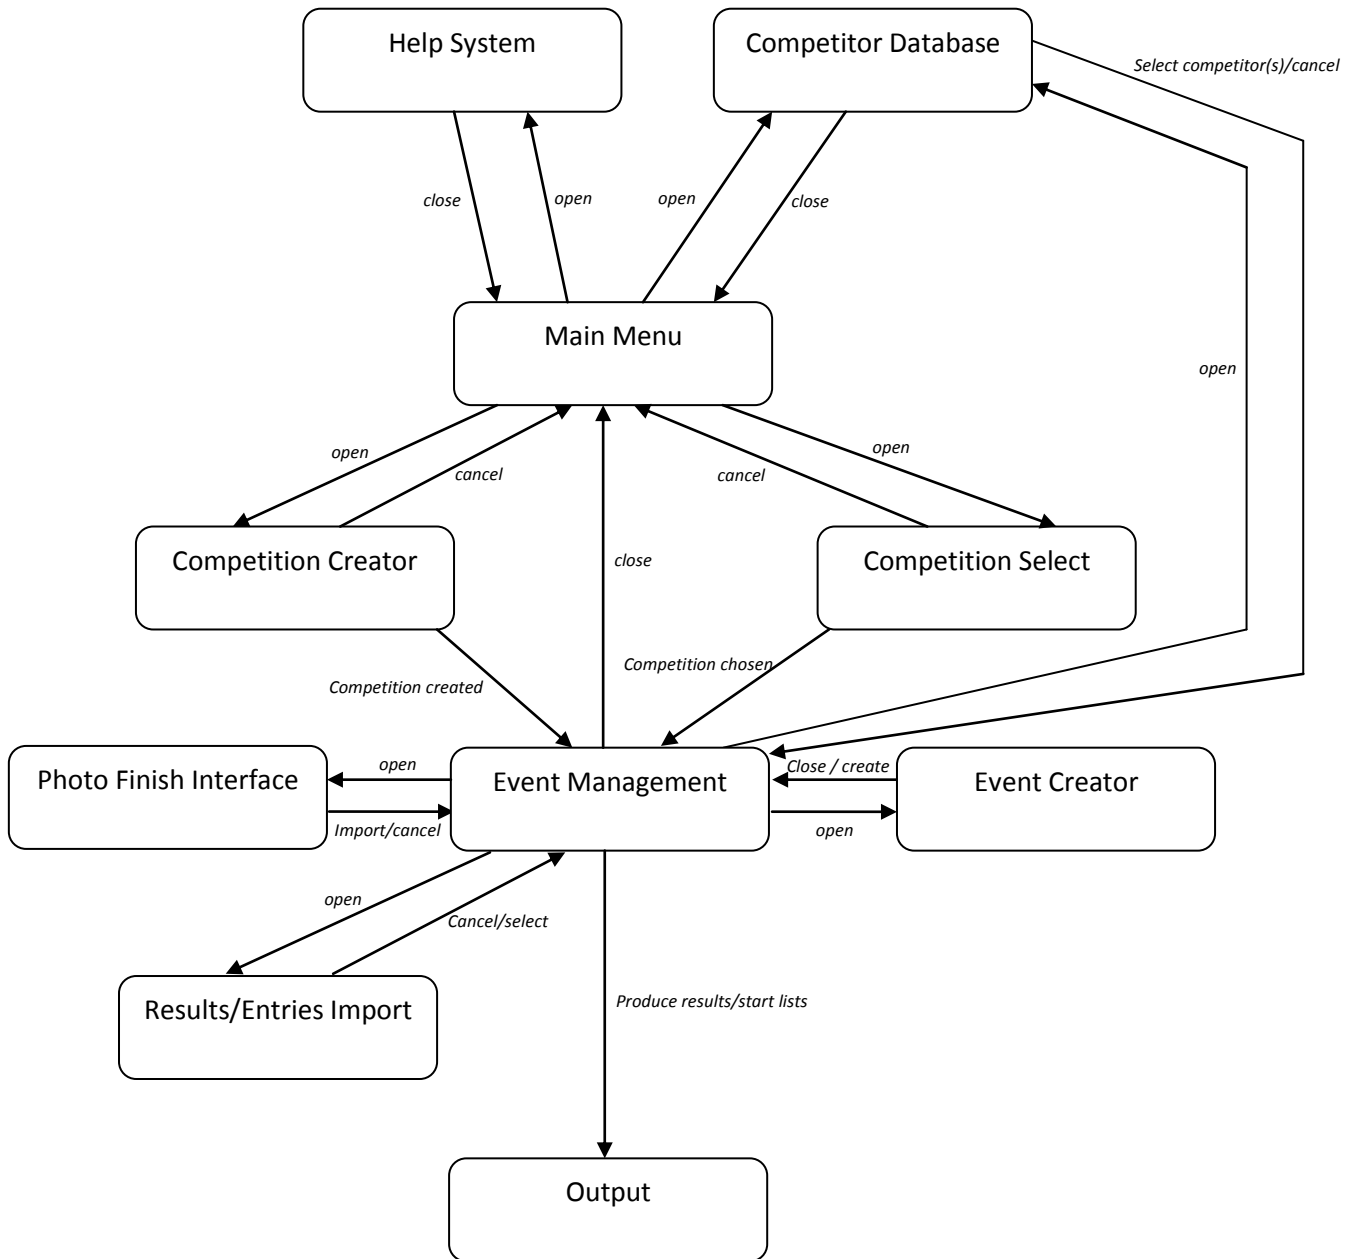 Help System
Competitor Database
Select competitor(s)/cancel
close
open
open
close
Main Menu
open
open
cancel
open
cancel
Competition Creator
close
Competition Select
Competition chosen
Competition created
Photo Finish Interface
open
Event Management
Close / create
Event Creator
Import/cancel
open
open
Cancel/select
Results/Entries Import
Produce results/start lists
Output